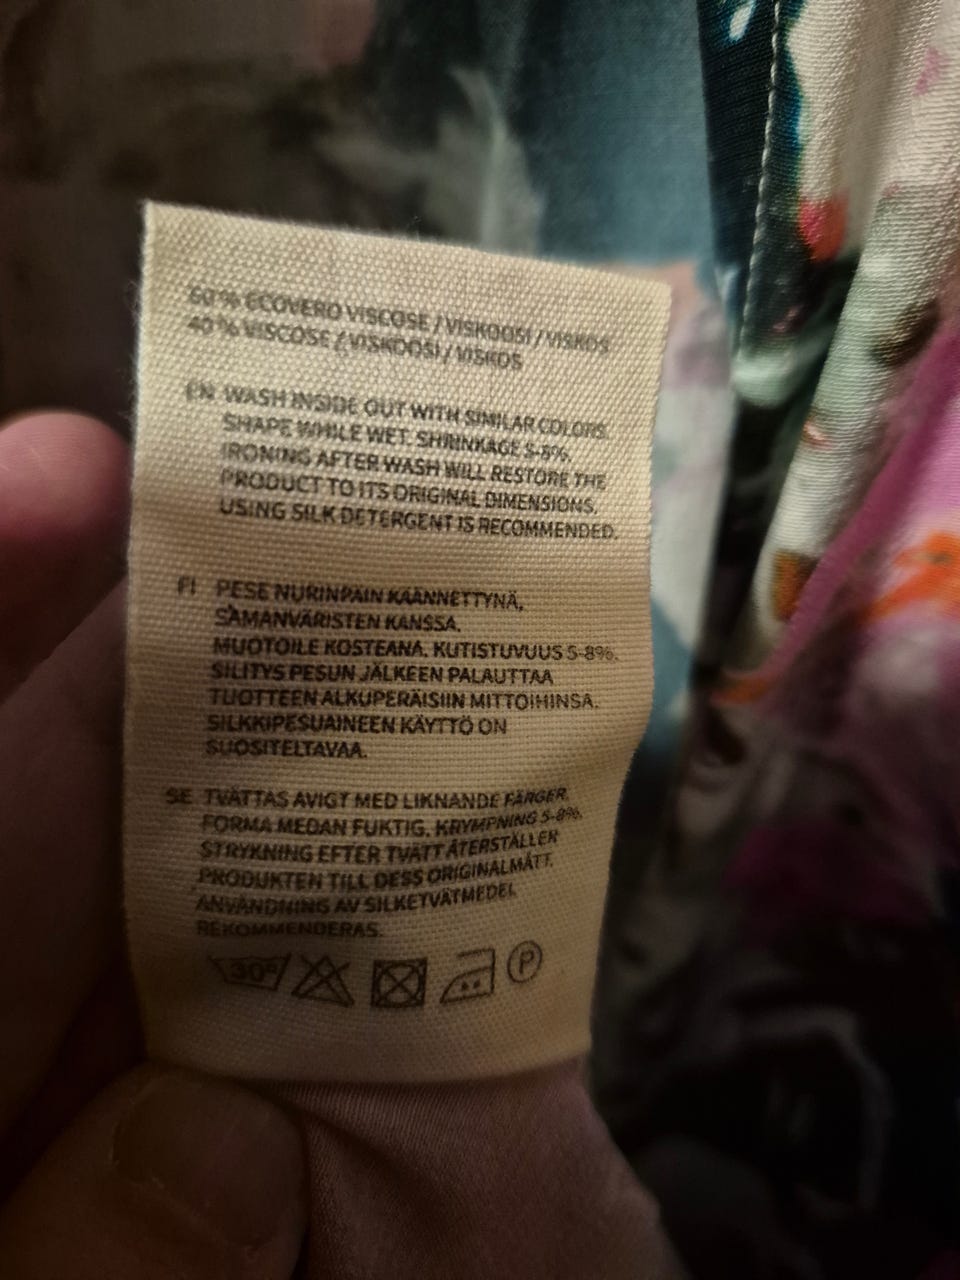 60 % ECOVERO VISCOSE / VISKOOSI / VISKOS
40 % VISCOSE / VISKOOSI / VISKOS
EN WASH INSIDE OUT WITH SIMILAR COLORS.
SHAPE WHILE WET. SHRINKAGE 5-8%.
IRONING AFTER WASH WILL RESTORE THE
PRODUCT TO ITS ORIGINAL DIMENSIONS.
USING SILK DETERGENT IS RECOMMENDED.
FI PESE NURINPÄIN KÄÄNNETTYNÄ,
SAMANVÄRISTEN KANSSA.
MUOTOILE KOSTEANA. KUTISTUVUUS 5-8%.
SILITYS PESUN JÄLKEEN PALAUTTAA
TUOTTEEN ALKUPERÄISIIN MITTOIHINSA.
SILKKIPESUAINEEN KÄYTTÖ ON
SUOSITELTAVAA.
SE TVÄTTAS AVIGT MED LIKNANDE FÄRGER.
FORMA MEDAN FUKTIG. KRYMPNING 5-8%.
STRYKNING EFTER TVÄTT ÅTERSTÄLLER
PRODUKTEN TILL DESS ORIGINALMÅTT.
ANVÄNDNING AV SILKETVÄTMEDEL
REKOMMENDERAS.
30° P